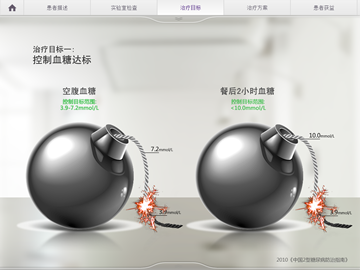 患者描述
实验室检查
治疗目标
治疗方案
患者获益
治疗目标一:
控制血糖达标
空腹血糖
控制目标范围:
3.9-7.2mmol/L
餐后2小时血糖
控制目标范围:
<10.0mmol/L
7.2mmol/L
10.0mmol/L
3.9mmol/L
3.9mmol/L
2010《中国2型糖尿病防治指南》